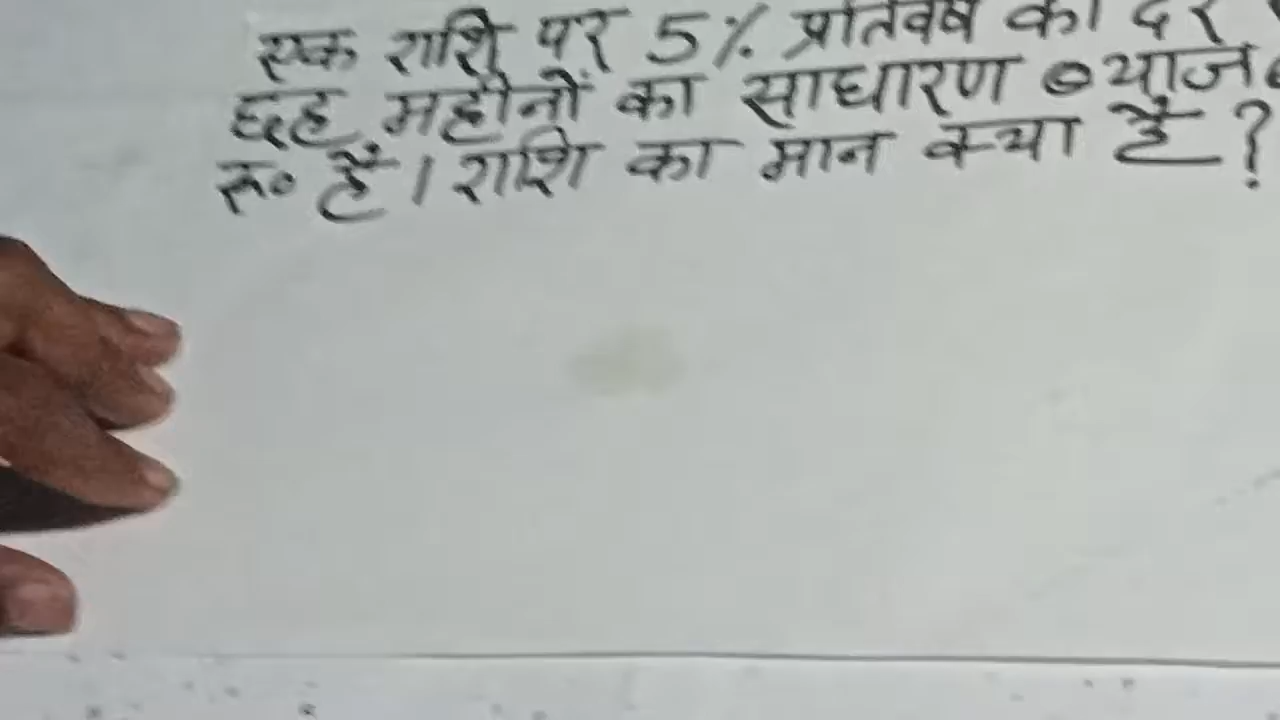 एक राशि पर 5% प्रतिवर्ष की दर
छह महीनों का साधारण ब्याज
रू० है। राशि का मान क्या है?